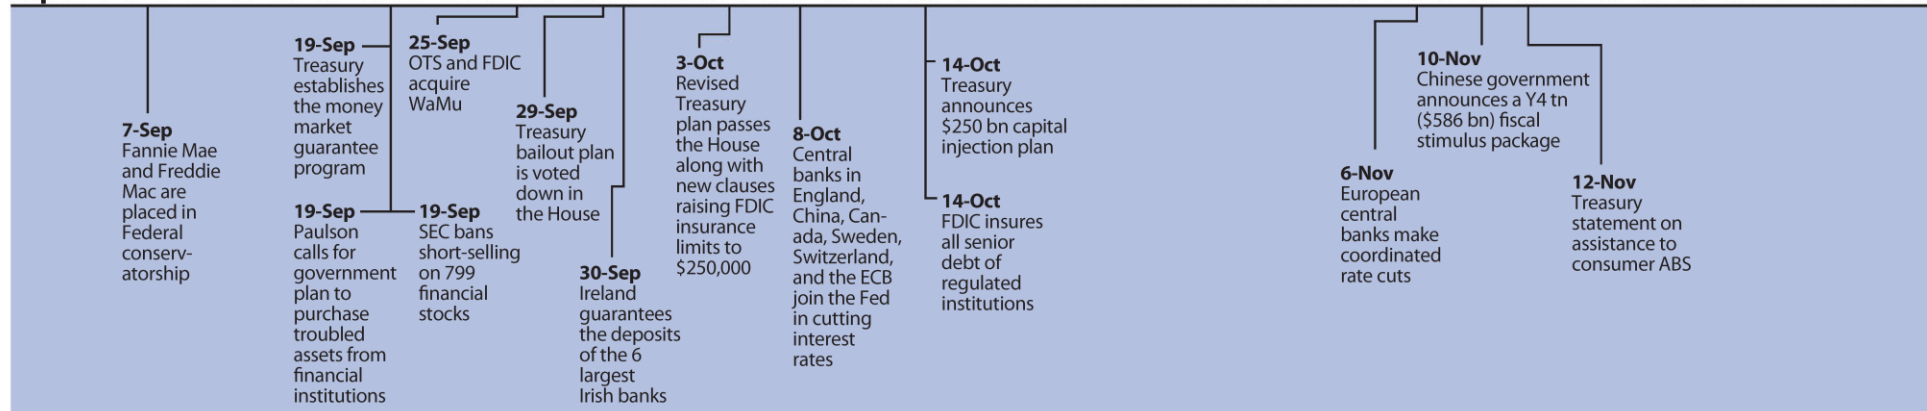 7-Sep
Fannie Mae
and Freddie
Mac are
placed in
Federal
conserv-
atorship
19-Sep
Treasury
establishes
the money
market
guarantee
program
19-Sep
Paulson
calls for
government
plan to
purchase
troubled
assets from
financial
institutions
19-Sep
SEC bans
short-selling
on 799
financial
stocks
25-Sep
OTS and FDIC
acquire
WaMu
29-Sep
Treasury
bailout plan
is voted
down in
the House
30-Sep
Ireland
guarantees
the deposits
of the 6
largest
Irish banks
3-Oct
Revised
Treasury
plan passes
the House
along with
new clauses
raising FDIC
insurance
limits to
$250,000
8-Oct
Central
banks in
England,
China, Can-
ada, Sweden,
Switzerland,
and the ECB
join the Fed
in cutting
interest
rates
14-Oct
Treasury
announces
$250 bn capital
injection plan
14-Oct
FDIC insures
all senior
debt of
regulated
institutions
6-Nov
European
central
banks make
coordinated
rate cuts
10-Nov
Chinese government
announces a Y4 tn
($586 bn) fiscal
stimulus package
12-Nov
Treasury
statement on
assistance to
consumer ABS